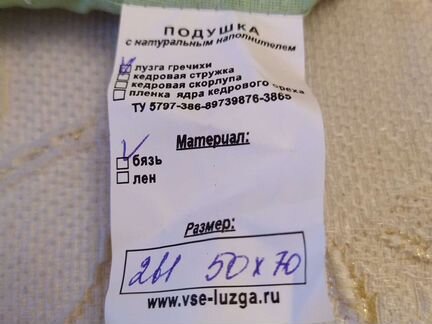 ПОДУШКА
с натуральным наполнителем
лузга гречихи
кедровая стружка
кедровая скорлупа
пленка ядра кедрового ореха
ТУ 5797-386-89739876-3865
Материал:
бязь
лен
Размер:
50х70
www.vse-luzga.ru